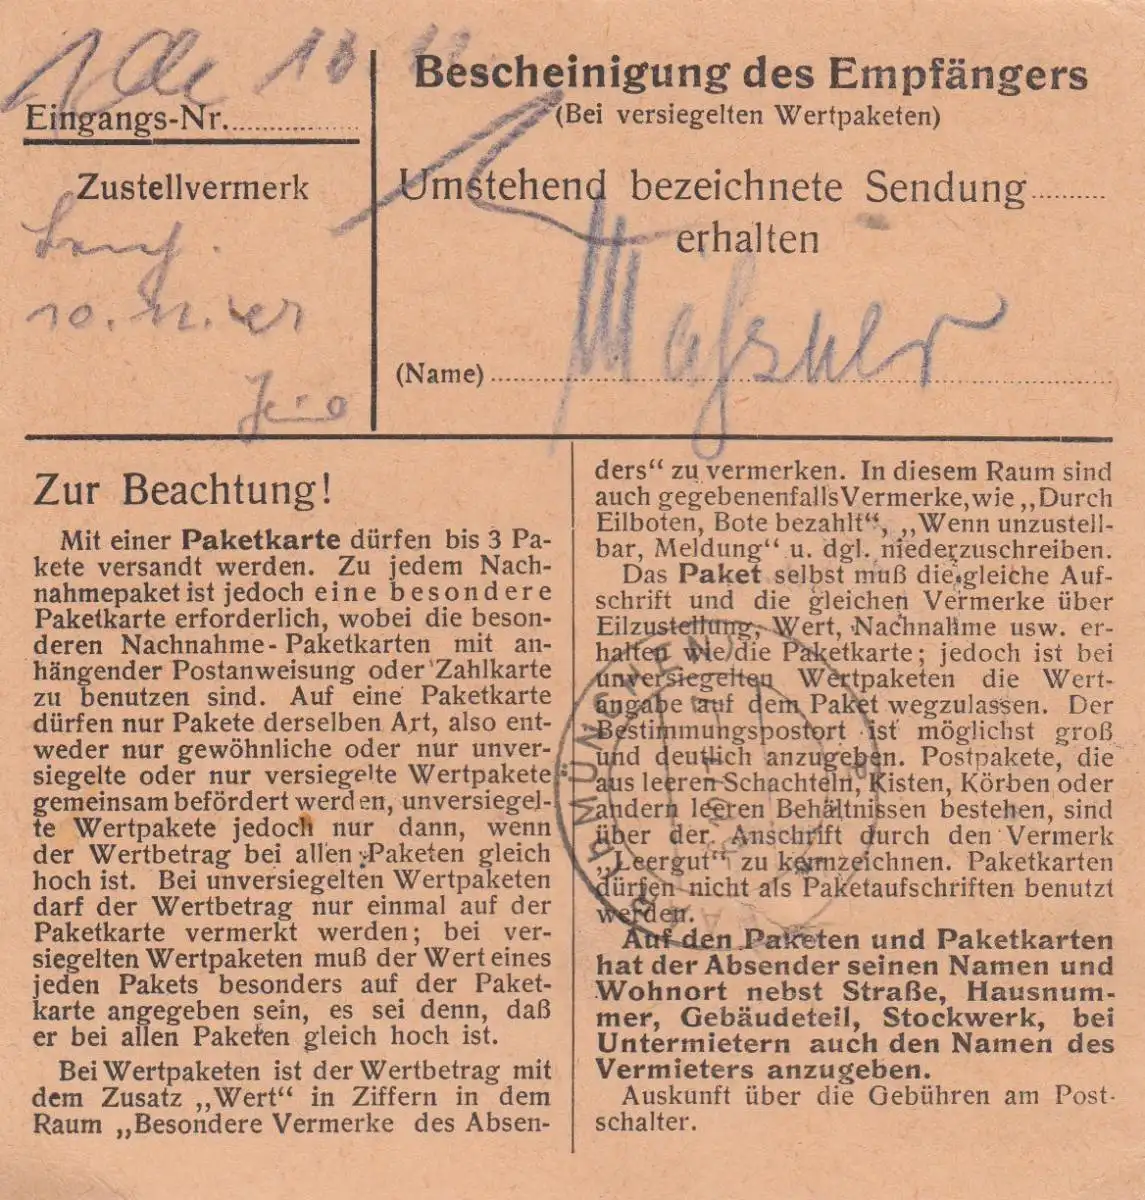 Eingangs-Nr.
Zustellvermerk
Bescheinigung des Empfängers
(Bei versiegelten Wertpaketen)
Umstehend bezeichnete Sendung
erhalten
(Name)
Zur Beachtung!
Mit einer Paketkarte dürfen bis 3 Pa-
kete versandt werden. Zu jedem Nach-
nahmepaket ist jedoch eine besondere
Paketkarte erforderlich, wobei die beson-
deren Nachnahme-Paketkarten mit an-
hängender Postanweisung oder Zahlkarte
zu benutzen sind. Auf eine Paketkarte
dürfen nur Pakete derselben Art, also ent-
weder nur gewöhnliche oder nur unver-
siegelte oder nur versiegelte Wertpakete
gemeinsam befördert werden, unversiegel-
te Wertpakete jedoch nur dann, wenn
der Wertbetrag bei allen Paketen gleich
hoch ist. Bei unversiegelten Wertpaketen
darf der Wertbetrag nur einmal auf der
Paketkarte vermerkt werden; bei ver-
siegelten Wertpaketen muß der Wert eines
jeden Pakets besonders auf der Paket-
karte angegeben sein, es sei denn, daß
er bei allen Paketen gleich hoch ist.
Bei Wertpaketen ist der Wertbetrag mit
dem Zusatz „Wert“ in Ziffern in dem
Raum „Besondere Vermerke des Absen-
ders“ zu vermerken. In diesem Raum sind
auch gegebenenfalls Vermerke, wie „Durch
Eilboten, Bote bezahlt“, „Wenn unzustell-
bar, Meldung“ u. dgl. niederzuschreiben.
Das Paket selbst muß die gleiche Auf-
schrift und die gleichen Vermerke über
Eilzustellung, Wert, Nachnahme usw. er-
halten wie die Paketkarte; jedoch ist bei
unversiegelten Wertpaketen die Wert-
angabe auf dem Paket wegzulassen. Der
Bestimmungspostort ist möglichst groß
und deutlich anzugeben. Postpakete, die
aus leeren Schachteln, Kisten, Körben oder
andern leeren Behältnissen bestehen, sind
über der Anschrift durch den Vermerk
„Leergut“ zu kennzeichnen. Paketkarten
dürfen nicht als Paketaufschriften benutzt
werden.
Auf den Paketen und Paketkarten
hat der Absender seinen Namen und
Wohnort nebst Straße, Hausnum-
mer, Gebäudeteil, Stockwerk, bei
Untermietern auch den Namen des
Vermieters anzugeben.
Auskunft über die Gebühren am Post-
schalter.
MÜNCHEN